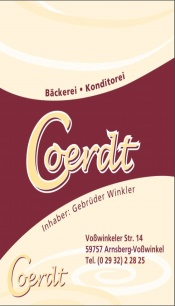 Bäckerei • Konditorei
Coerdt
Inhaber: Gebrüder Winkler
Voßwinkeler Str. 14
59757 Arnsberg-Voßwinkel
Tel. (0 29 32) 2 28 25
Coerdt